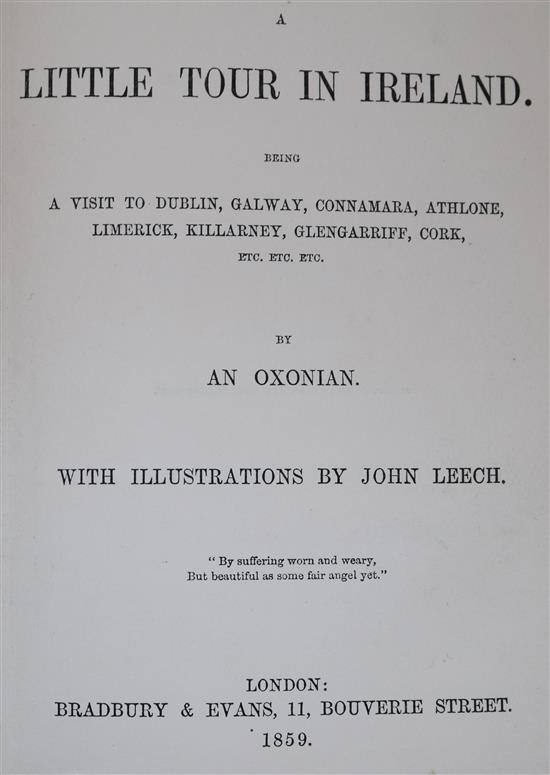 A
LITTLE TOUR IN IRELAND.
BEING
A VISIT TO DUBLIN, GALWAY, CONNAMARA, ATHLONE,
LIMERICK, KILLARNEY, GLENGARRIFF, CORK,
ETC. ETC. ETC.
BY
AN OXONIAN.
WITH ILLUSTRATIONS BY JOHN LEECH.
“ By suffering worn and weary,
But beautiful as some fair angel yet.”
LONDON:
BRADBURY & EVANS, 11, BOUVERIE STREET.
1859.